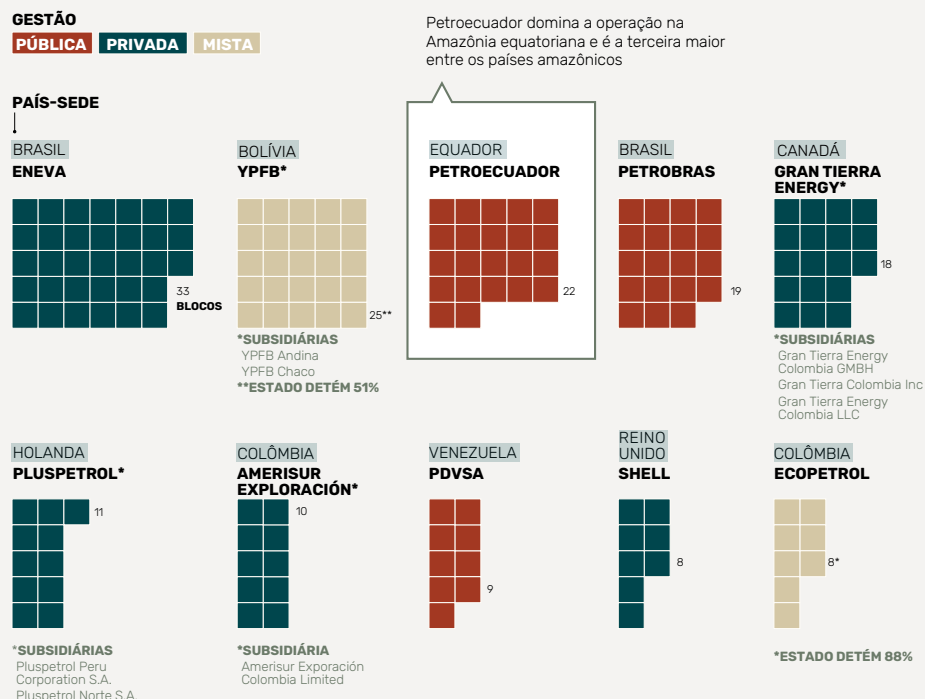 GESTÃO
PÚBLICA PRIVADA MISTA
Petroecuador domina a operação na
Amazônia equatoriana e é a terceira maior
entre os países amazônicos
PAÍS-SEDE
BRASIL
ENEVA
33
BLOCOS
BOLÍVIA
YPFB*
25**
*SUBSIDIÁRIAS
YPFB Andina
YPFB Chaco
**ESTADO DETÉM 51%
EQUADOR
PETROECUADOR
22
BRASIL
PETROBRAS
19
CANADÁ
GRAN TIERRA
ENERGY*
18
*SUBSIDIÁRIAS
Gran Tierra Energy
Colombia GMBH
Gran Tierra Colombia Inc
Gran Tierra Energy
Colombia LLC
HOLANDA
PLUSPETROL*
11
*SUBSIDIÁRIAS
Pluspetrol Peru
Corporation S.A.
Pluspetrol Norte S.A.
COLÔMBIA
AMERISUR
EXPLORACIÓN*
10
*SUBSIDIÁRIA
Amerisur Exporación
Colombia Limited
VENEZUELA
PDVSA
9
REINO
UNIDO
SHELL
8
COLÔMBIA
ECOPETROL
8*
*ESTADO DETÉM 88%